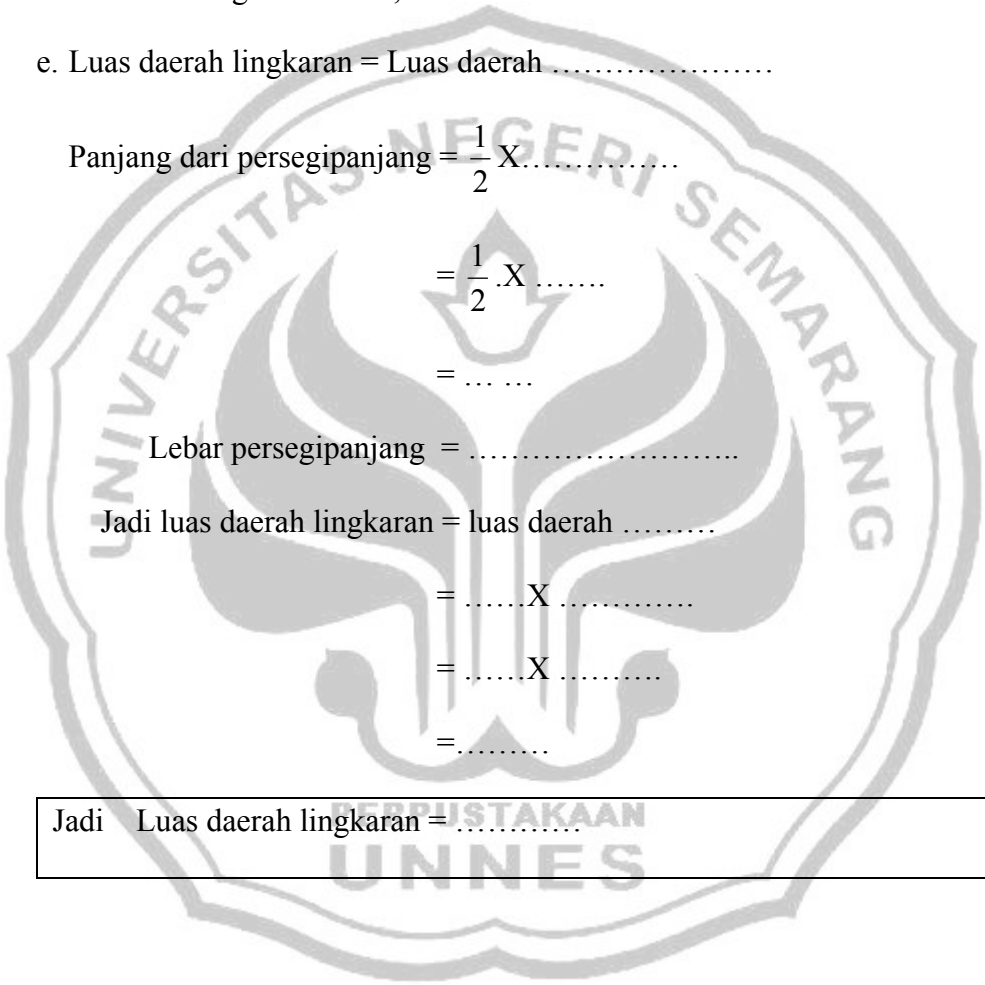 e. Luas daerah lingkaran = Luas daerah …………………
Panjang dari persegipanjang = 1/2 X……………
= 1/2 .X …….
= … …
Lebar persegipanjang = ……………………..
Jadi luas daerah lingkaran = luas daerah ………
= ……X ………….
= ……X ……….
=………
Jadi Luas daerah lingkaran = …………
UNIVERSITAS NEGERI SEMARANG
PERPUSTAKAAN
UNNES